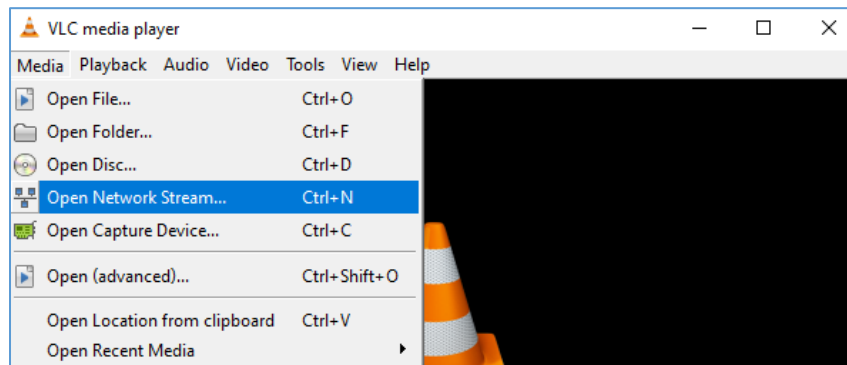 VLC media player
Media Playback Audio Video Tools View Help
Open File... Ctrl+O
Open Folder... Ctrl+F
Open Disc... Ctrl+D
Open Network Stream... Ctrl+N
Open Capture Device... Ctrl+C
Open (advanced)... Ctrl+Shift+O
Open Location from clipboard Ctrl+V
Open Recent Media